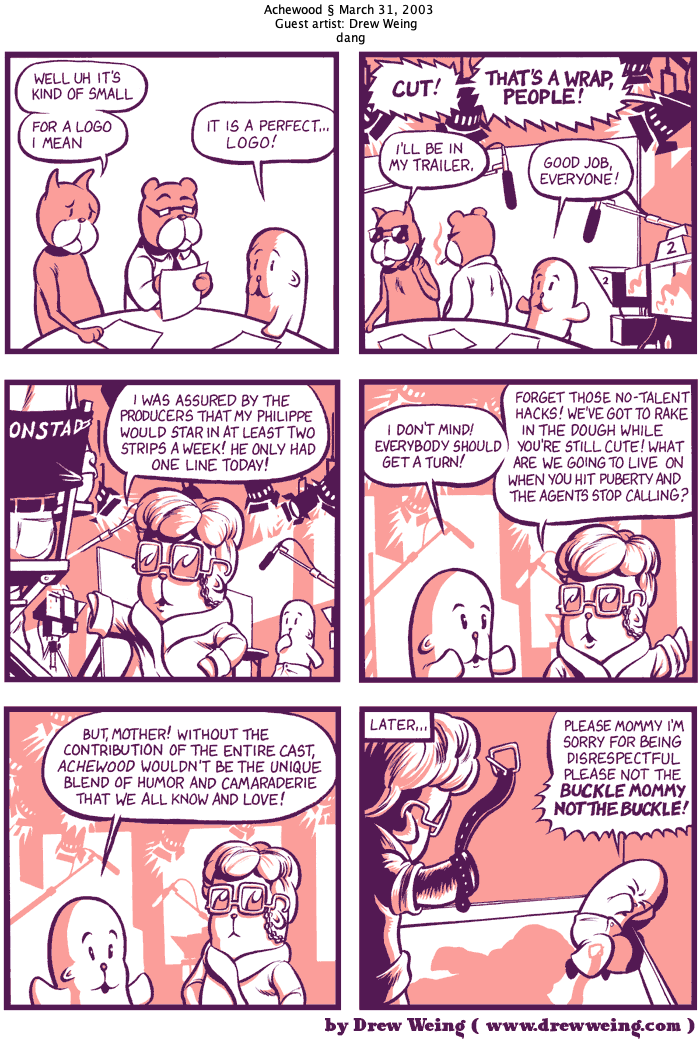 Achewood § March 31, 2003
Guest artist: Drew Weing
dang
WELL UH IT'S
KIND OF SMALL
FOR A LOGO
I MEAN
IT IS A PERFECT...
LOGO!
CUT!
THAT'S A WRAP,
PEOPLE!
I'LL BE IN
MY TRAILER.
GOOD JOB,
EVERYONE!
2
2
ONSTAD
I WAS ASSURED BY THE
PRODUCERS THAT MY PHILIPPE
WOULD STAR IN AT LEAST TWO
STRIPS A WEEK! HE ONLY HAD
ONE LINE TODAY!
I DON'T MIND!
EVERYBODY SHOULD
GET A TURN!
FORGET THOSE NO-TALENT
HACKS! WE'VE GOT TO RAKE
IN THE DOUGH WHILE
YOU'RE STILL CUTE! WHAT
ARE WE GOING TO LIVE ON
WHEN YOU HIT PUBERTY AND
THE AGENTS STOP CALLING?
BUT, MOTHER! WITHOUT THE
CONTRIBUTION OF THE ENTIRE CAST,
ACHEWOOD WOULDN'T BE THE UNIQUE
BLEND OF HUMOR AND CAMARADERIE
THAT WE ALL KNOW AND LOVE!
LATER...
PLEASE MOMMY I'M
SORRY FOR BEING
DISRESPECTFUL
PLEASE NOT THE
BUCKLE MOMMY
NOT THE BUCKLE!
by Drew Weing ( www.drewweing.com )